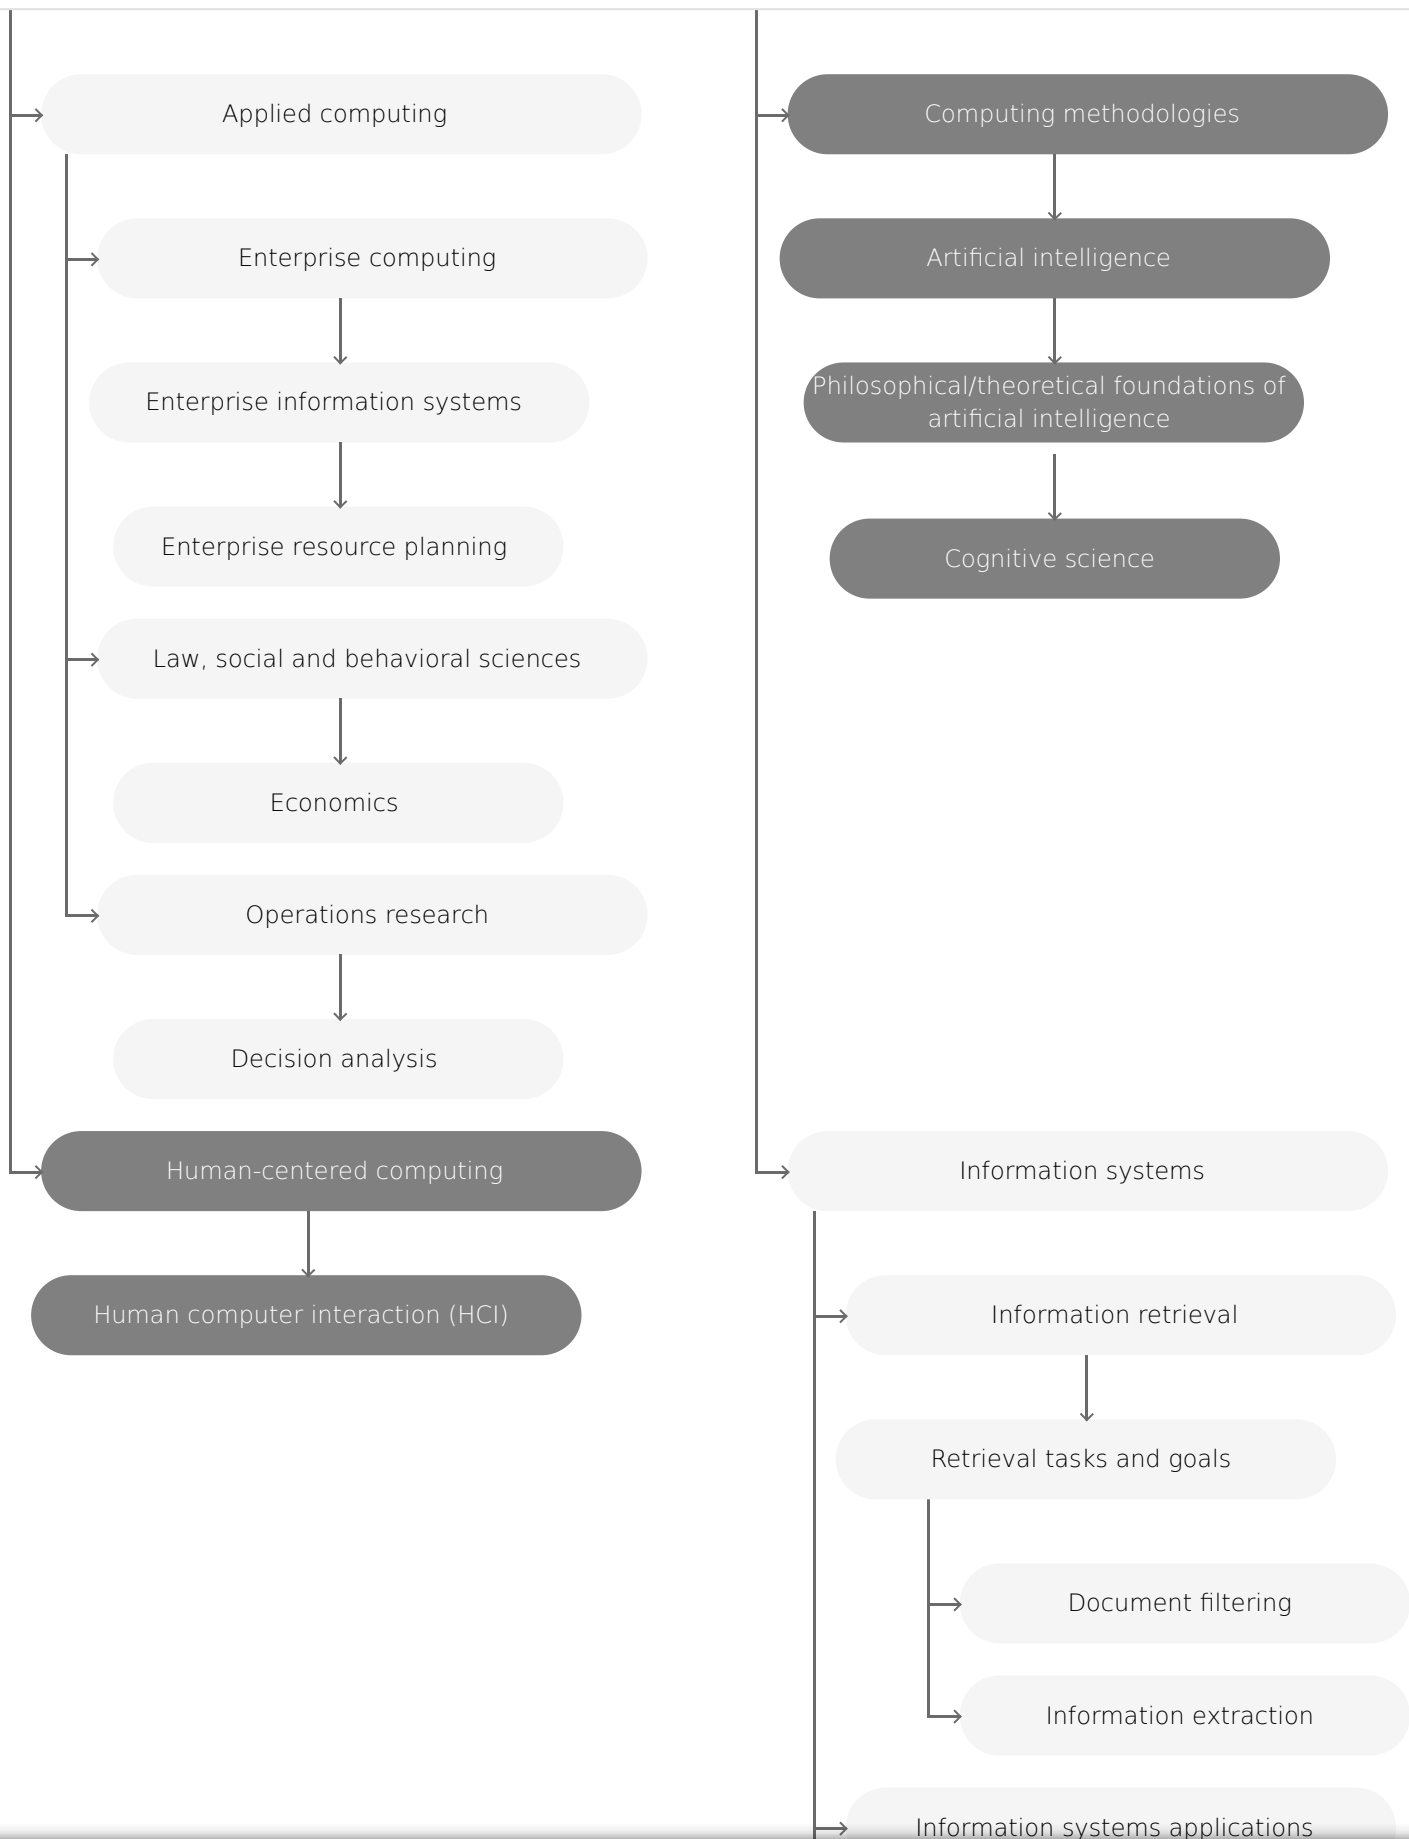 Applied computing
Enterprise computing
Enterprise information systems
Enterprise resource planning
Law, social and behavioral sciences
Economics
Operations research
Decision analysis
Human-centered computing
Human computer interaction (HCI)
Computing methodologies
Artificial intelligence
Philosophical/theoretical foundations of
artificial intelligence
Cognitive science
Information systems
Information retrieval
Retrieval tasks and goals
Document filtering
Information extraction
Information systems applications